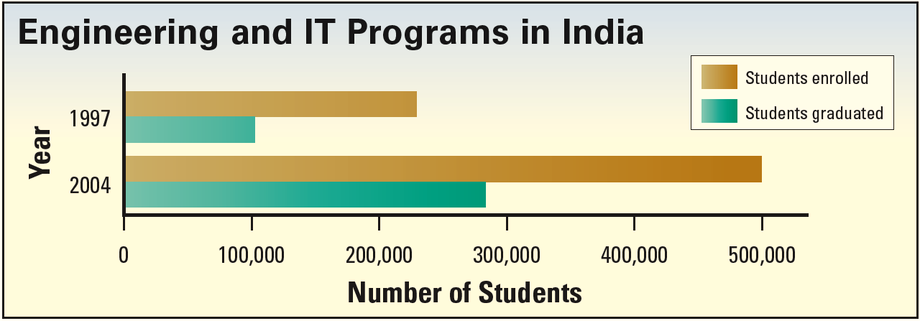 Engineering and IT Programs in India
Students enrolled
Students graduated
Year
1997
2004
0 100,000 200,000 300,000 400,000 500,000
Number of Students